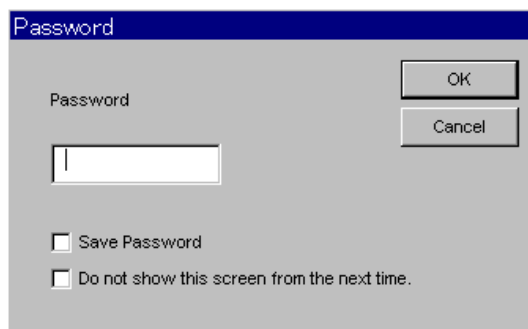 Password
Password
OK
Cancel
Save Password
Do not show this screen from the next time.